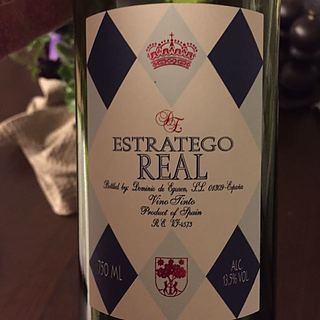 ESTRATEGO
REAL
Bottled by: Dominio de Eguren, S.L. 01309-España
Vino Tinto
Product of Spain
750 ML
ALC
13,5% VOL